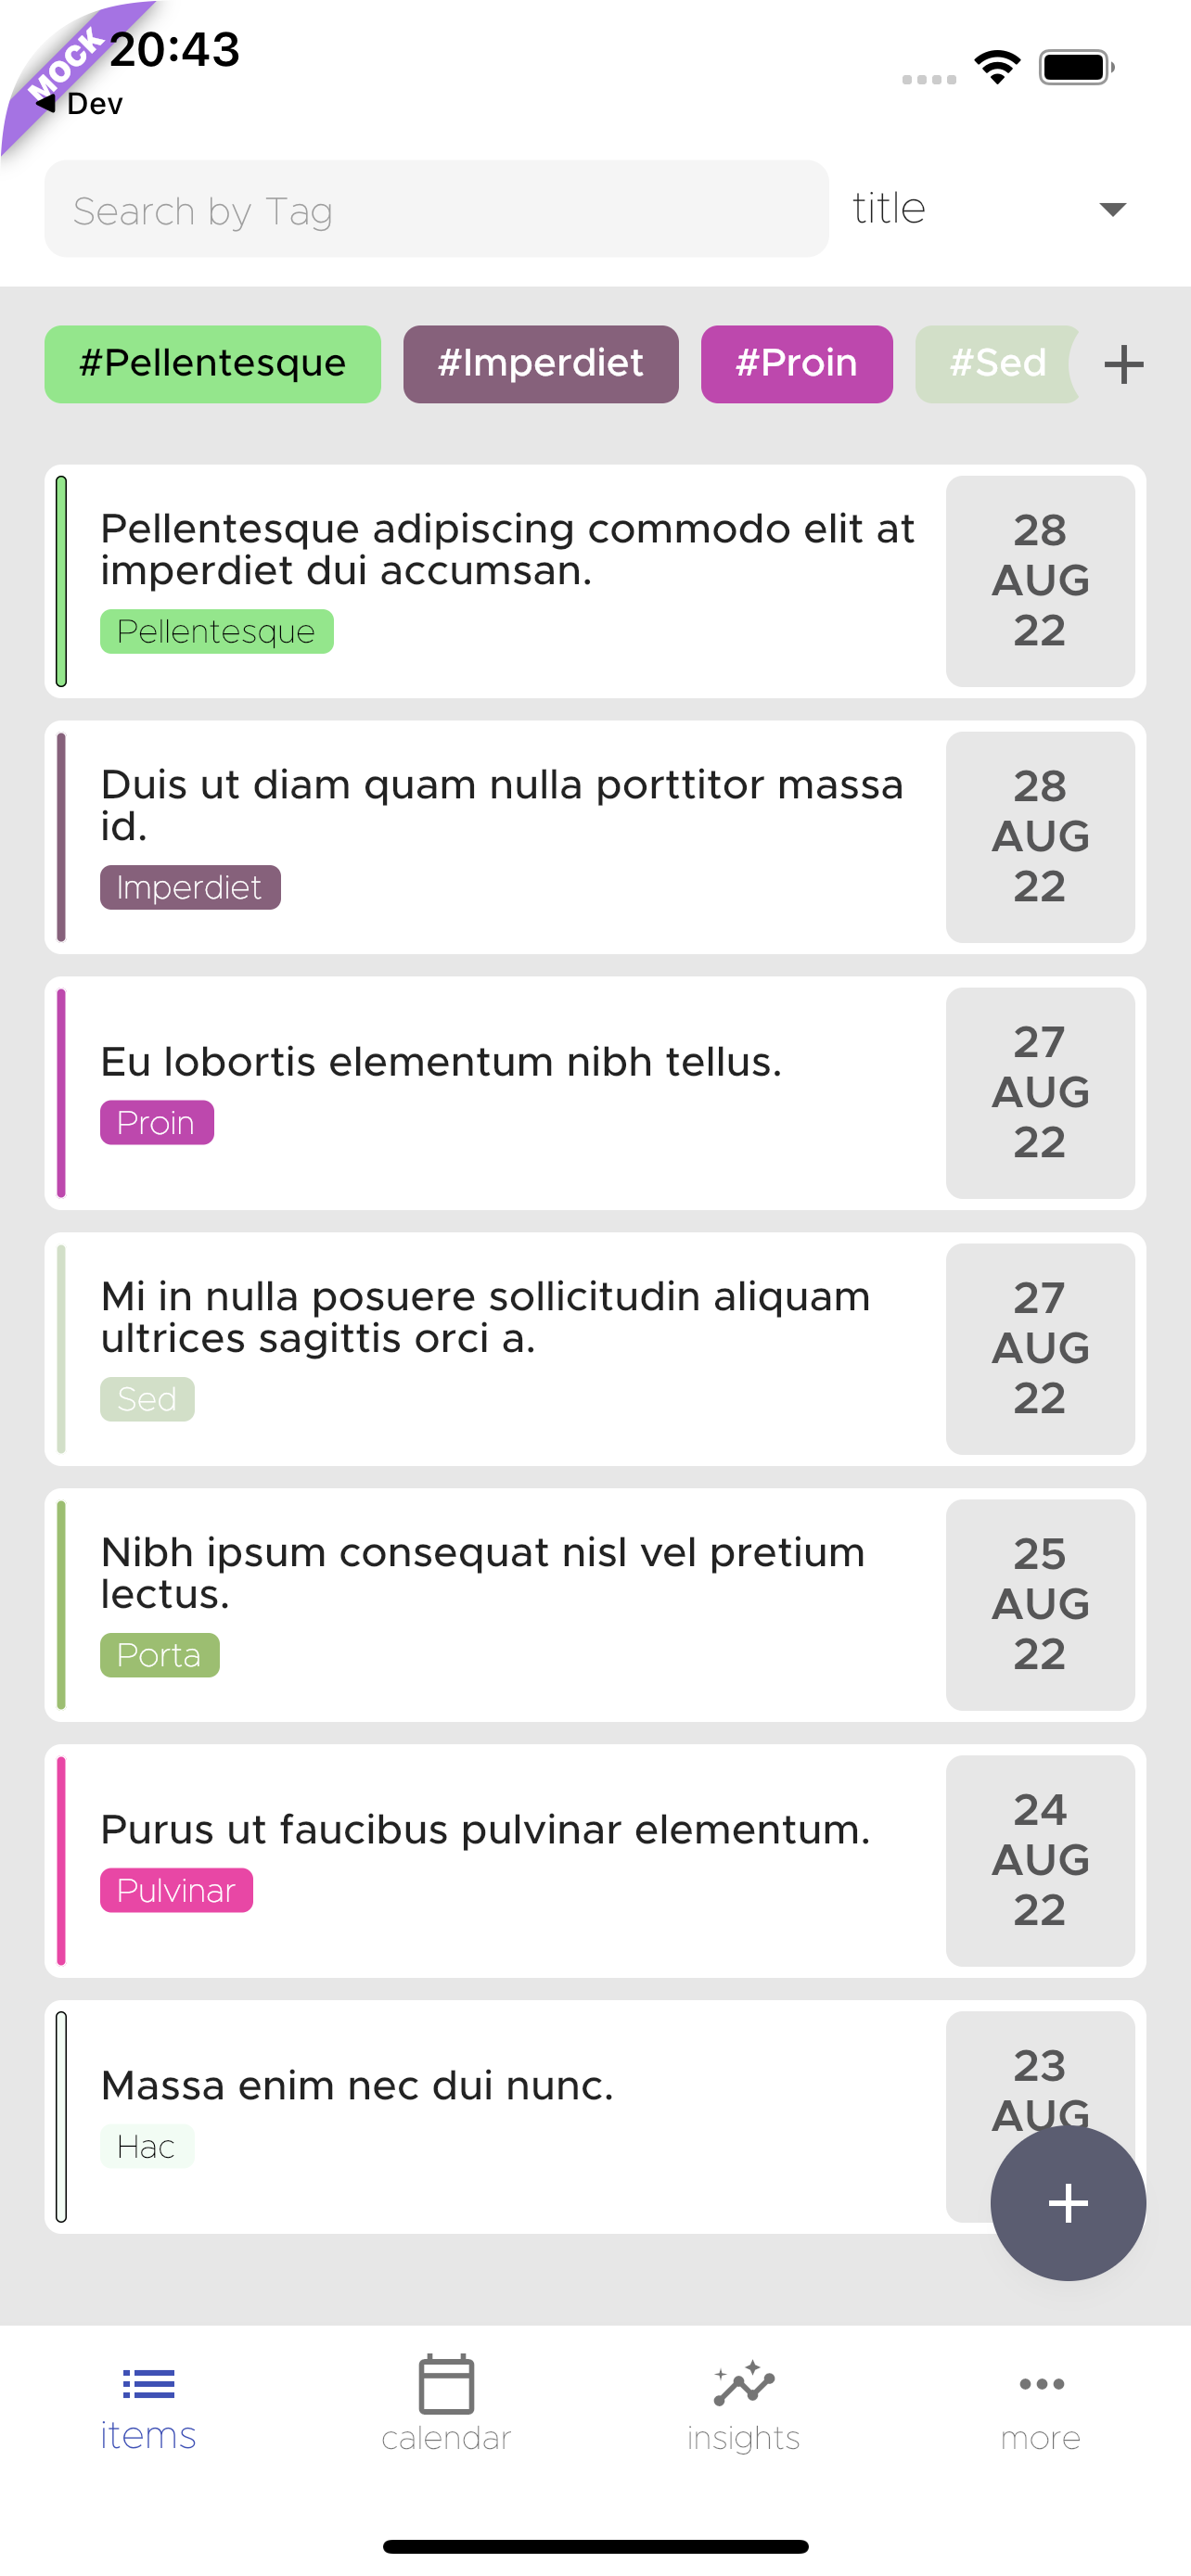 MOCK
20:43
Dev
Search by Tag
title
#Pellentesque
#Imperdiet
#Proin
#Sed
Pellentesque adipiscing commodo elit at
imperdiet dui accumsan.
Pellentesque
28
AUG
22
Duis ut diam quam nulla porttitor massa
id.
Imperdiet
28
AUG
22
Eu lobortis elementum nibh tellus.
Proin
27
AUG
22
Mi in nulla posuere sollicitudin aliquam
ultrices sagittis orci a.
Sed
27
AUG
22
Nibh ipsum consequat nisl vel pretium
lectus.
Porta
25
AUG
22
Purus ut faucibus pulvinar elementum.
Pulvinar
24
AUG
22
Massa enim nec dui nunc.
Hac
23
AUG
items
calendar
insights
more